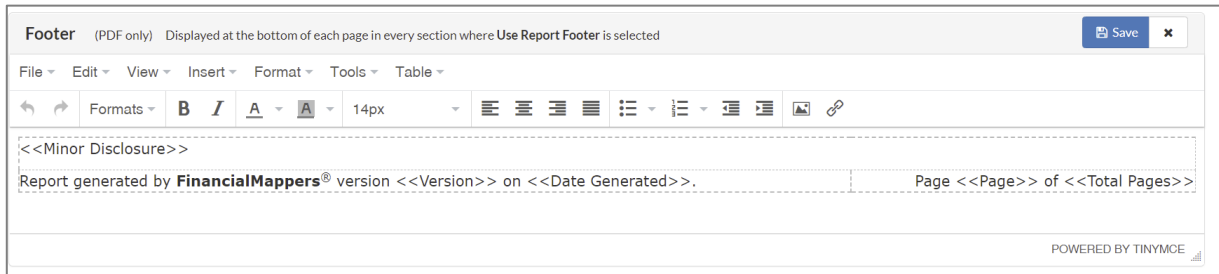 Footer (PDF only) Displayed at the bottom of each page in every section where Use Report Footer is selected Save ×
File Edit View Insert Format Tools Table
Formats B I A A 14px
<<Minor Disclosure>>
Report generated by FinancialMappers® version <<Version>> on <<Date Generated>>. Page <<Page>> of <<Total Pages>>
POWERED BY TINYMCE